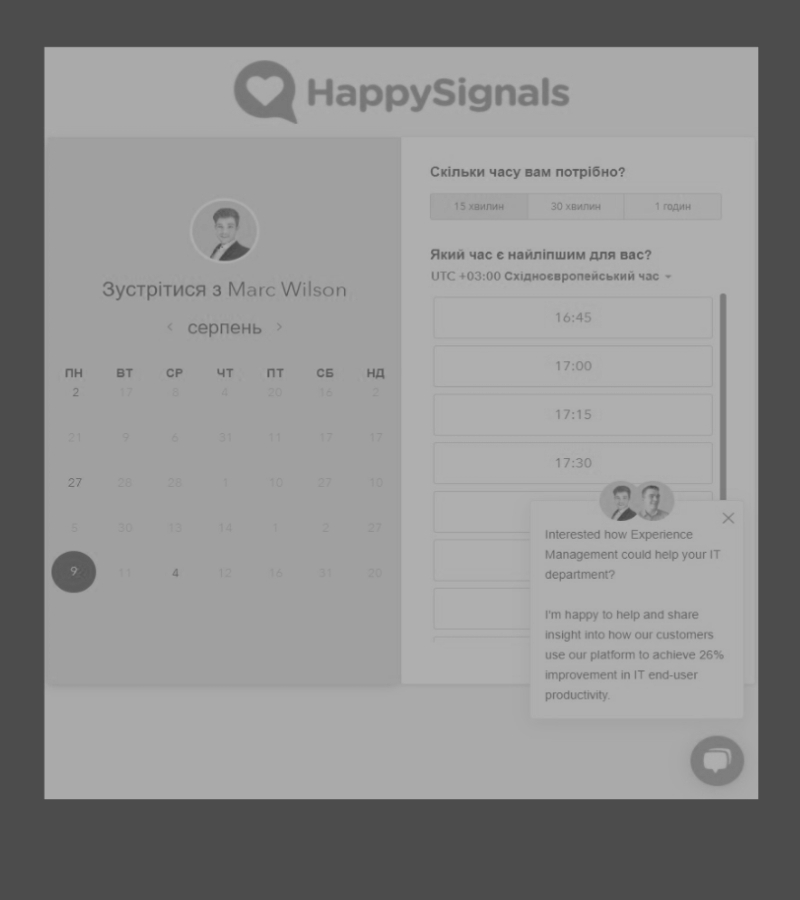 HappySignals
Зустрітися з Marc Wilson
серпень
ПН ВТ СР ЧТ ПТ СБ НД
2 17 8 4 20 16 2
21 9 6 31 11 17 17
27 28 28 1 10 27 10
5 30 13 14 1 2 27
9 11 4 12 16 31 20
Скільки часу вам потрібно?
15 хвилин 30 хвилин 1 годин
Який час є найліпшим для вас?
UTC +03:00 Східноєвропейський час
16:45
17:00
17:15
17:30
Interested how Experience
Management could help your IT
department?
I'm happy to help and share
insight into how our customers
use our platform to achieve 26%
improvement in IT end-user
productivity.